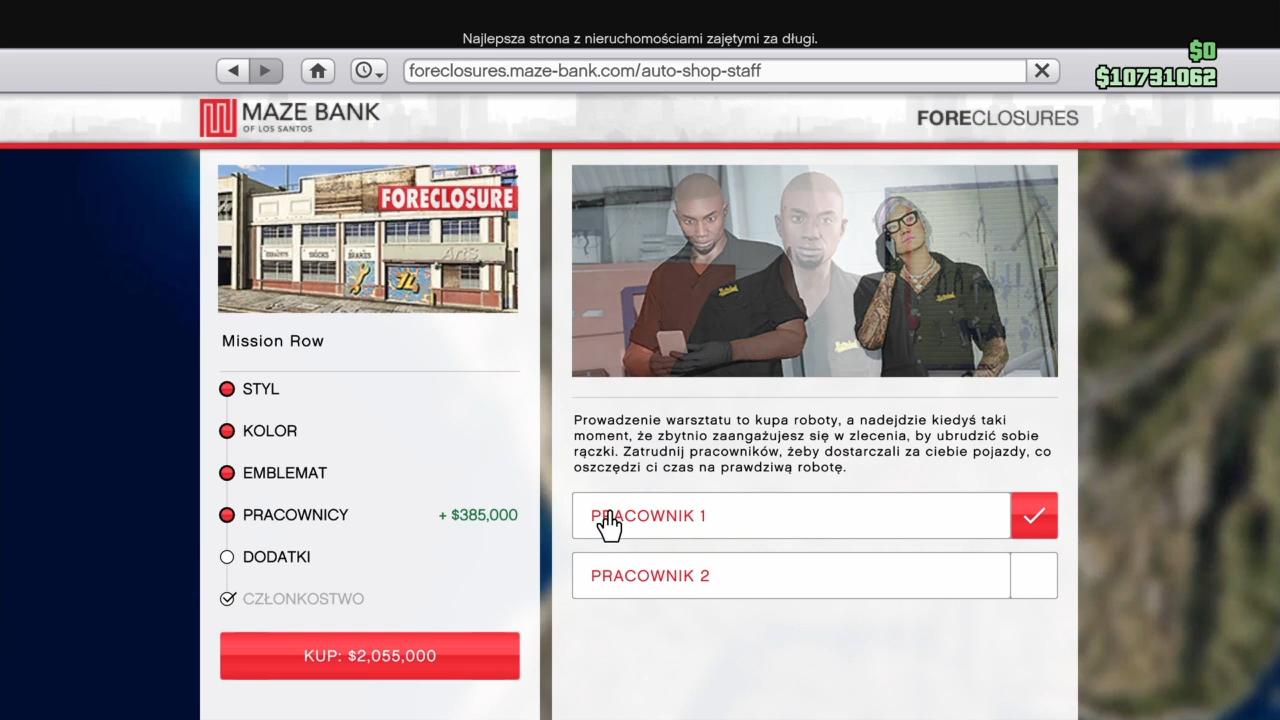 Najlepsza strona z nieruchomościami zajętymi za długi.
$0
foreclosures.maze-bank.com/auto-shop-staff
$10731062
MAZE BANK
OF LOS SANTOS
FORECLOSURES
FORECLOSURE
Mission Row
STYL
KOLOR
EMBLEMAT
PRACOWNICY + $385,000
DODATKI
CZŁONKOSTWO
KUP: $2,055,000
Prowadzenie warsztatu to kupa roboty, a nadejdzie kiedyś taki
moment, że zbytnio zaangażujesz się w zlecenia, by ubrudzić sobie
rączki. Zatrudnij pracowników, żeby dostarczali za ciebie pojazdy, co
oszczędzi ci czas na prawdziwą robotę.
PRACOWNIK 1
PRACOWNIK 2